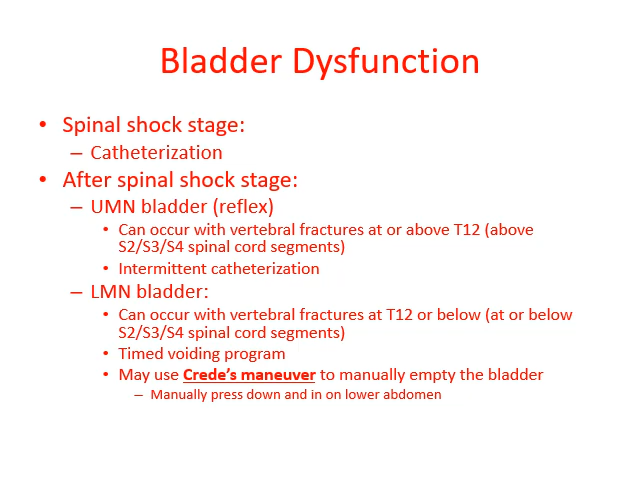 Bladder Dysfunction
• Spinal shock stage:
– Catheterization
• After spinal shock stage:
– UMN bladder (reflex)
• Can occur with vertebral fractures at or above T12 (above
S2/S3/S4 spinal cord segments)
• Intermittent catheterization
– LMN bladder:
• Can occur with vertebral fractures at T12 or below (at or below
S2/S3/S4 spinal cord segments)
• Timed voiding program
• May use Crede’s maneuver to manually empty the bladder
– Manually press down and in on lower abdomen